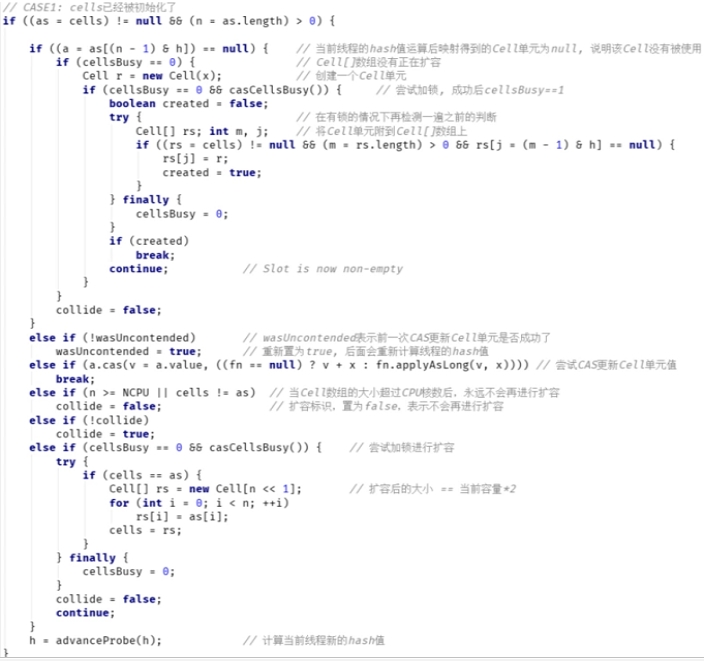 // CASE1: cells已经被初始化了
if ((as = cells) != null && (n = as.length) > 0) {
if ((a = as[(n - 1) & h]) == null) { // 当前线程的hash值运算后映射得到的Cell单元为null, 说明该Cell没有被使用
if (cellsBusy == 0) { // Cell[]数组没有正在扩容
Cell r = new Cell(x); // 创建一个Cell单元
if (cellsBusy == 0 && casCellsBusy()) { // 尝试加锁, 成功后cellsBusy==1
boolean created = false;
try { // 在有锁的情况下再检测一遍之前的判断
Cell[] rs; int m, j; // 将Cell单元附到Cell[]数组上
if ((rs = cells) != null && (m = rs.length) > 0 && rs[j = (m - 1) & h] == null) {
rs[j] = r;
created = true;
}
} finally {
cellsBusy = 0;
}
if (created)
break;
continue; // Slot is now non-empty
}
}
collide = false;
}
else if (!wasUncontended) // wasUncontended表示前一次CAS更新Cell单元是否成功了
wasUncontended = true; // 重新置为true, 后面会重新计算线程的hash值
else if (a.cas(v = a.value, ((fn == null) ? v + x : fn.applyAsLong(v, x)))) // 尝试CAS更新Cell单元值
break;
else if (n >= NCPU || cells != as) // 当Cell数组的大小超过CPU核数后, 永远不会再进行扩容
collide = false; // 扩容标识, 置为false, 表示不会再进行扩容
else if (!collide)
collide = true;
else if (cellsBusy == 0 && casCellsBusy()) { // 尝试加锁进行扩容
try {
if (cells == as) {
Cell[] rs = new Cell[n << 1]; // 扩容后的大小 == 当前容量*2
for (int i = 0; i < n; ++i)
rs[i] = as[i];
cells = rs;
}
} finally {
cellsBusy = 0;
}
collide = false;
continue;
}
h = advanceProbe(h); // 计算当前线程新的hash值
}